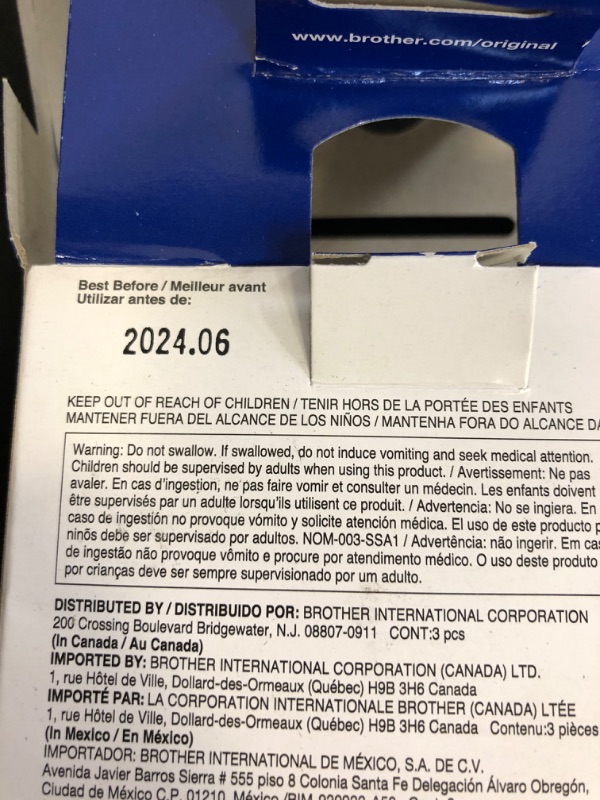 www.brother.com/original
Best Before / Meilleur avant
Utilizar antes de:
2024.06
KEEP OUT OF REACH OF CHILDREN / TENIR HORS DE LA PORTÉE DES ENFANTS
MANTENER FUERA DEL ALCANCE DE LOS NIÑOS / MANTENHA FORA DO ALCANCE
Warning: Do not swallow. If swallowed, do not induce vomiting and seek medical attention.
Children should be supervised by adults when using this product. / Avertissement: Ne pas
avaler. En cas d'ingestion, ne pas faire vomir et consulter un médecin. Les enfants doivent
être supervisés par un adulte lorsqu'ils utilisent ce produit. / Advertencia: No se ingiera. En
caso de ingestión no provoque vómito y solicite atención médica. El uso de este producto
ninõs debe ser supervisado por adultos. NOM-003-SSA1 / Advertência: não ingerir. Em
de ingestão não provoque vômito e procure por atendimento médico. O uso deste produto
por crianças deve ser sempre supervisionado por um adulto.
DISTRIBUTED BY / DISTRIBUIDO POR: BROTHER INTERNATIONAL CORPORATION
200 Crossing Boulevard Bridgewater, N.J. 08807-0911 CONT:3 pcs
(In Canada / Au Canada)
IMPORTED BY: BROTHER INTERNATIONAL CORPORATION (CANADA) LTD.
1, rue Hôtel de Ville, Dollard-des-Ormeaux (Québec) H9B 3H6 Canada
IMPORTÉ PAR: LA CORPORATION INTERNATIONALE BROTHER (CANADA) LTÉE
1, rue Hôtel de Ville, Dollard-des-Ormeaux (Québec) H9B 3H6 Canada Contenu:3 pièces
(In Mexico / En México)
IMPORTADOR: BROTHER INTERNATIONAL DE MÉXICO, S.A. DE C.V.
Avenida Javier Barros Sierra # 555 piso 8 Colonia Santa Fe Delegación Álvaro Obregón,
Ciudad de México C.P. 01210, México